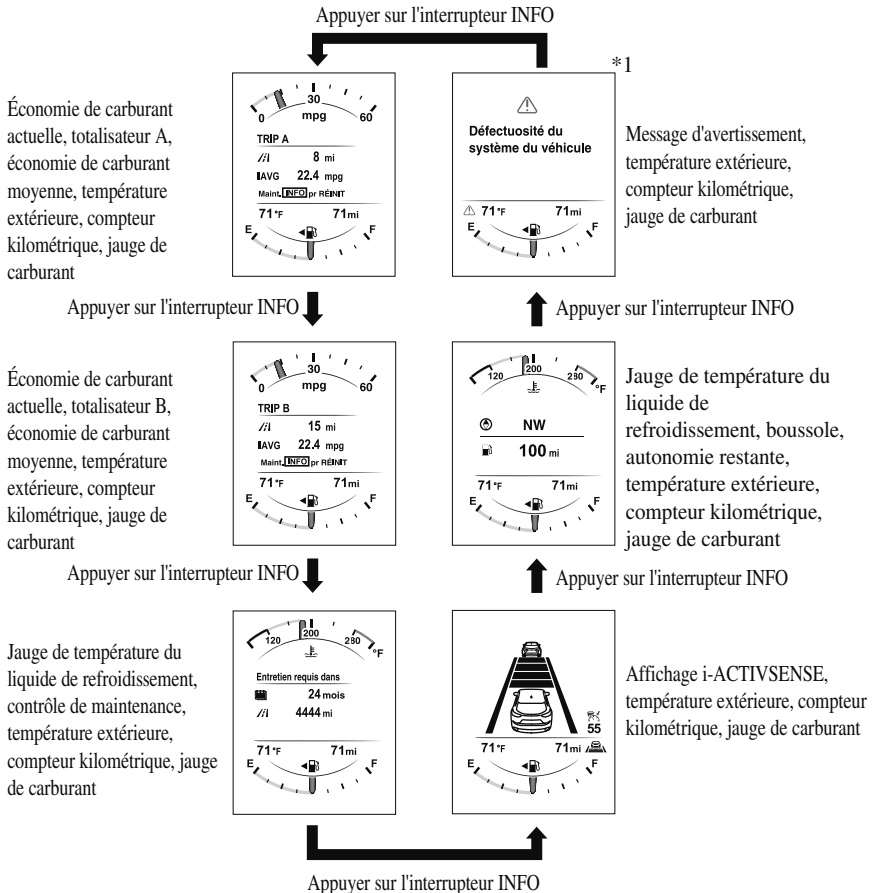 Appuyer sur l'interrupteur INFO
Économie de carburant
actuelle, totalisateur A,
économie de carburant
moyenne, température
extérieure, compteur
kilométrique, jauge de
carburant
0 30 60
mpg
TRIP A
8 mi
AVG 22.4 mpg
Maint. INFO pr RÉINIT
71°F 71mi
E F
*1
Défectuosité du
système du véhicule
71°F 71mi
E F
Message d'avertissement,
température extérieure,
compteur kilométrique,
jauge de carburant
Appuyer sur l'interrupteur INFO
Appuyer sur l'interrupteur INFO
Économie de carburant
actuelle, totalisateur B,
économie de carburant
moyenne, température
extérieure, compteur
kilométrique, jauge de
carburant
0 30 60
mpg
TRIP B
15 mi
AVG 22.4 mpg
Maint. INFO pr RÉINIT
71°F 71mi
E F
120 200 280 °F
NW
100 mi
71°F 71mi
E F
Jauge de température du
liquide de
refroidissement, boussole,
autonomie restante,
température extérieure,
compteur kilométrique,
jauge de carburant
Appuyer sur l'interrupteur INFO
Appuyer sur l'interrupteur INFO
Jauge de température du
liquide de refroidissement,
contrôle de maintenance,
température extérieure,
compteur kilométrique, jauge
de carburant
120 200 280 °F
Entretien requis dans
24 mois
4444 mi
71°F 71mi
E F
55
71°F 71mi
E F
Affichage i-ACTIVSENSE,
température extérieure, compteur
kilométrique, jauge de carburant
Appuyer sur l'interrupteur INFO